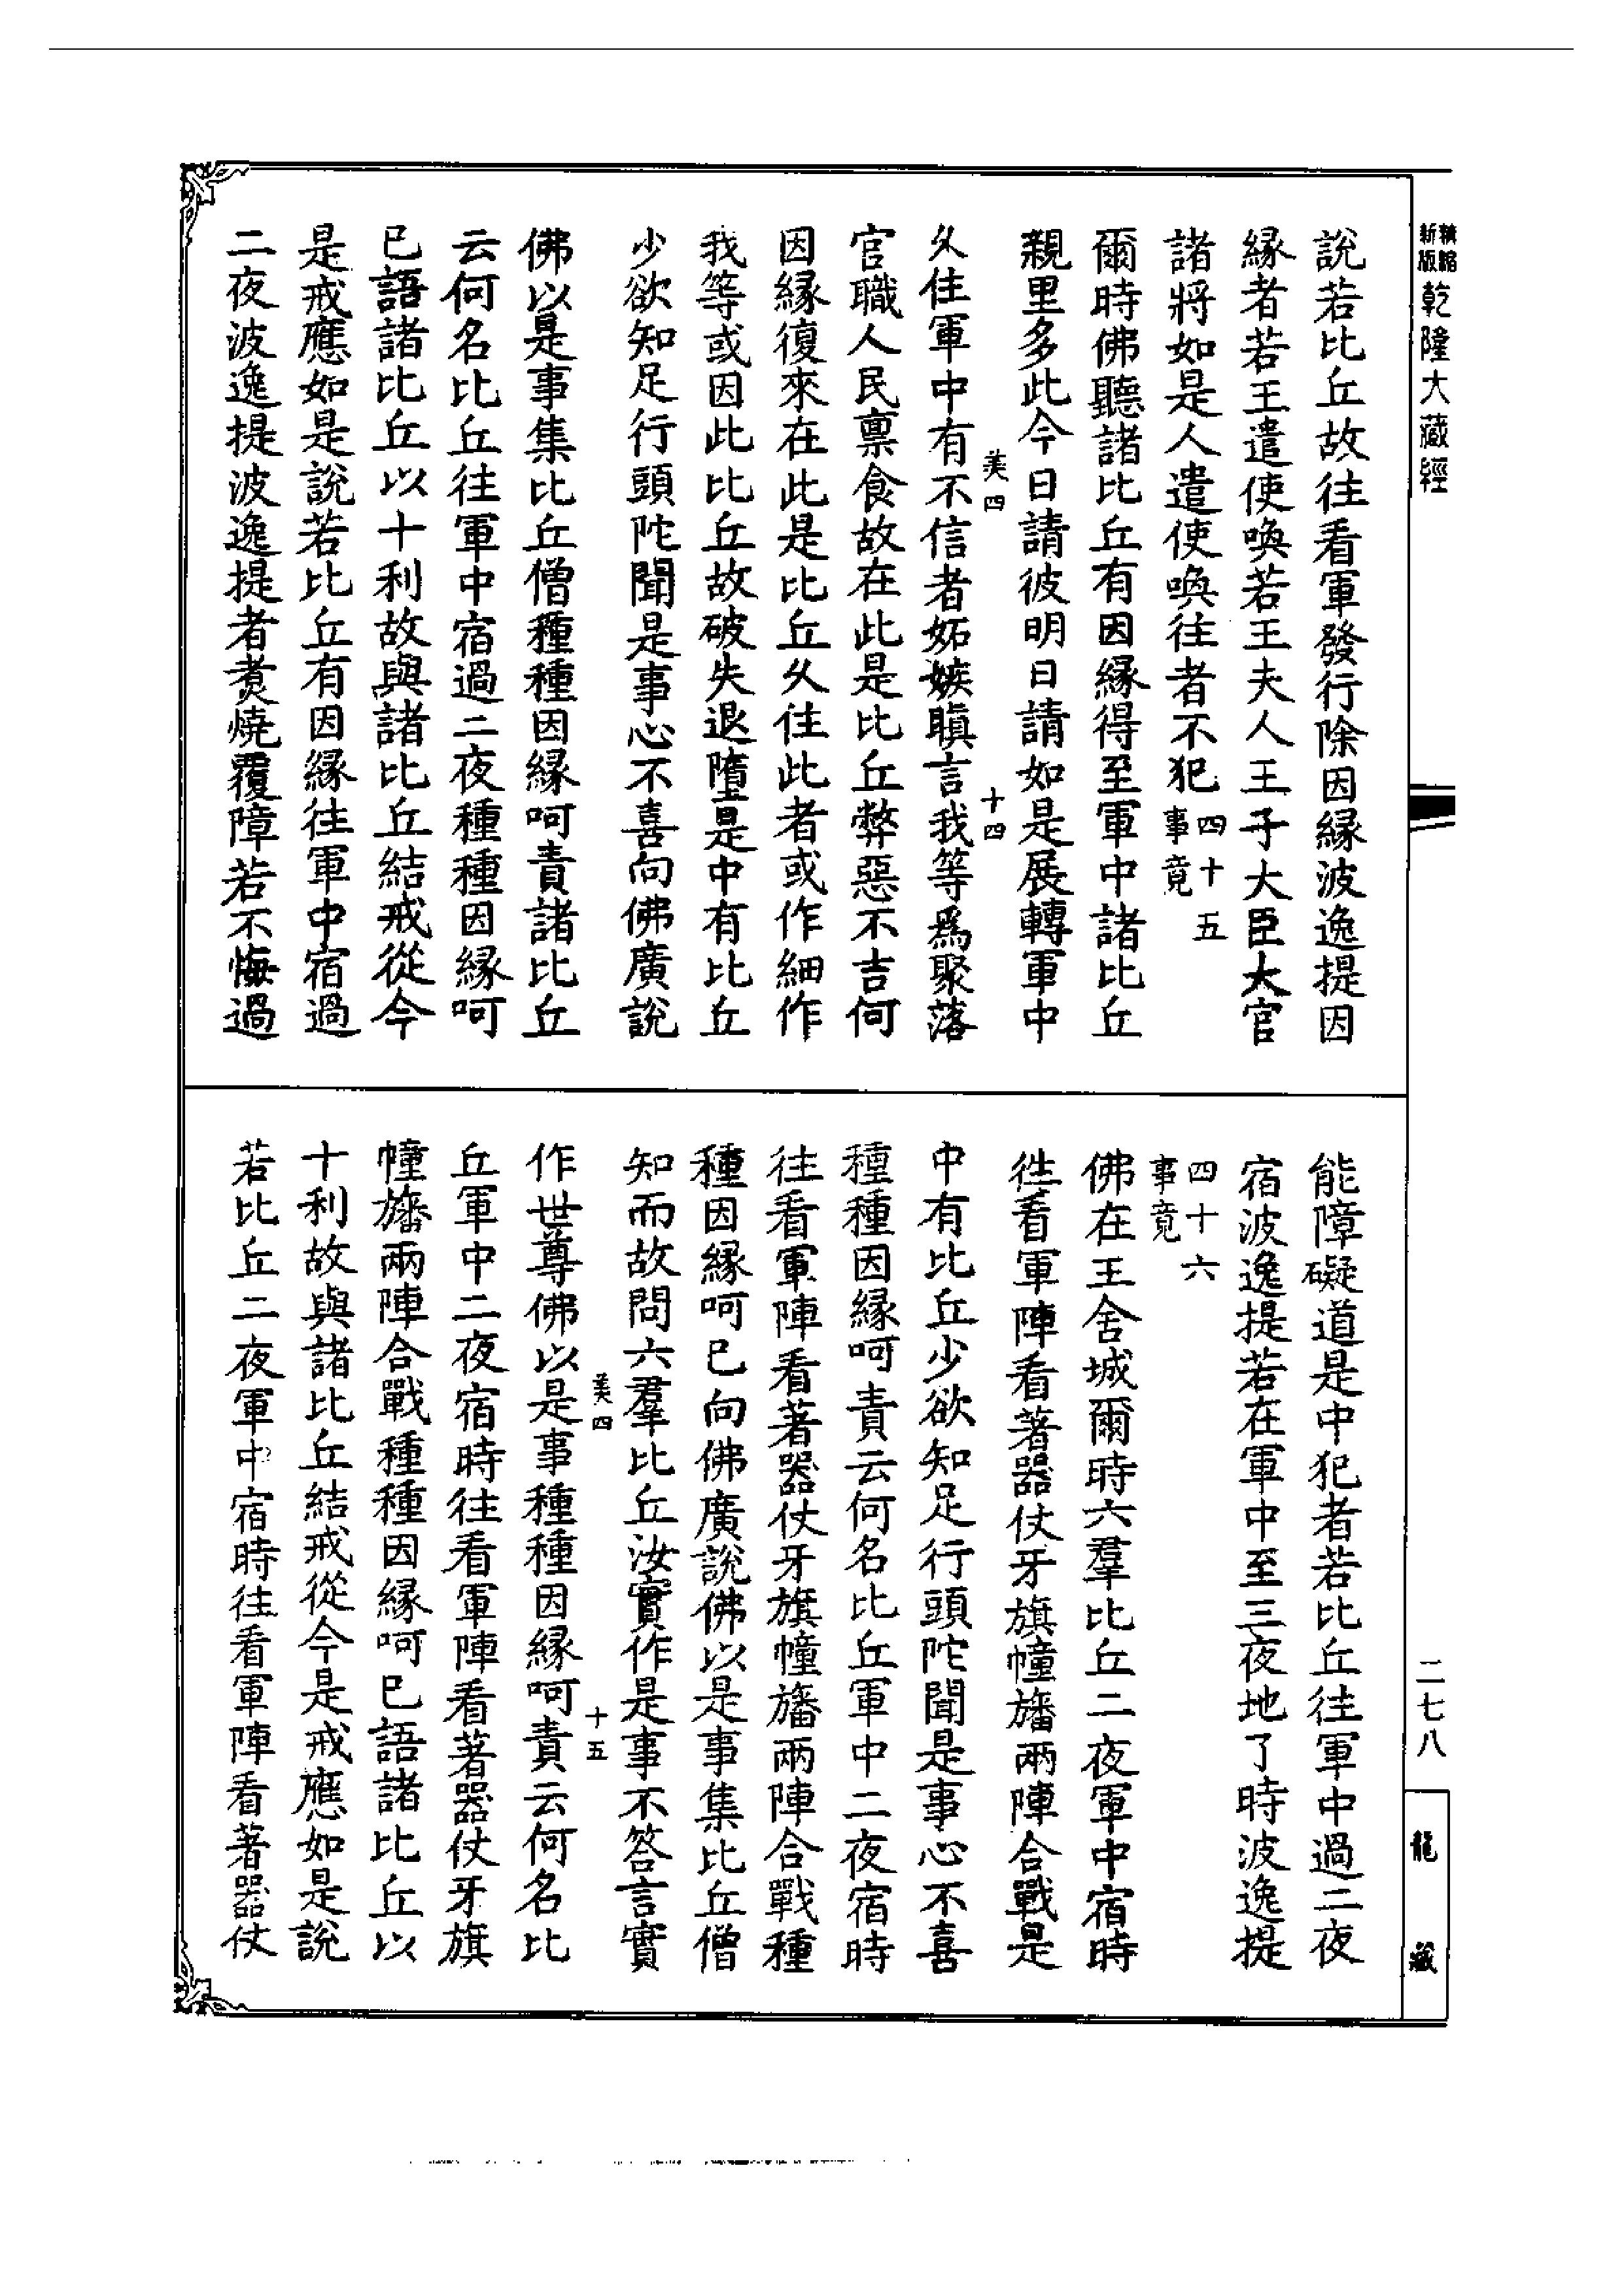 精縮新版乾隆大藏經
說若比丘故往看軍發行除因緣波逸提因
緣者若王遣使喚若王夫人王子大臣大官
諸將如是人遣使喚往者不犯四十五事竟
爾時佛聽諸比丘有因緣得至軍中諸比丘
親里多此今日請彼明日請如是展轉軍中
美四
十四
久住軍中有不信者妬嫉瞋言我等爲聚落
官職人民禀食故在此是比丘弊惡不吉何
因緣復來在此是比丘久住此者或作細作
我等或因此比丘故破失退墮是中有比丘
少欲知足行頭陀聞是事心不喜向佛廣說
佛以是事集比丘僧種種因緣呵責諸比丘
云何名比丘往軍中宿過二夜種種因緣呵
已語諸比丘以十利故與諸比丘結戒從今
是戒應如是說若比丘有因緣往軍中宿過
二夜波逸提波逸提者煑燒覆障若不悔過
能障礙道是中犯者若比丘往軍中過二夜
宿波逸提若在軍中至三夜地了時波逸提
四十六事竟
佛在王舍城爾時六羣比丘二夜軍中宿時
往看軍陣看著器仗牙旗幢旛兩陣合戰是
中有比丘少欲知足行頭陀聞是事心不喜
種種因緣呵責云何名比丘軍中二夜宿時
往看軍陣看著器仗牙旗幢旛兩陣合戰種
種因緣呵已向佛廣說佛以是事集比丘僧
知而故問六羣比丘汝實作是事不答言實
美四
十五
作世尊佛以是事種種因緣呵責云何名比
丘軍中二夜宿時往看軍陣看著器仗牙旗
幢旛兩陣合戰種種因緣呵已語諸比丘以
十利故與諸比丘結戒從今是戒應如是說
若比丘二夜軍中宿時往看軍陣看著器仗
二七八
龍藏